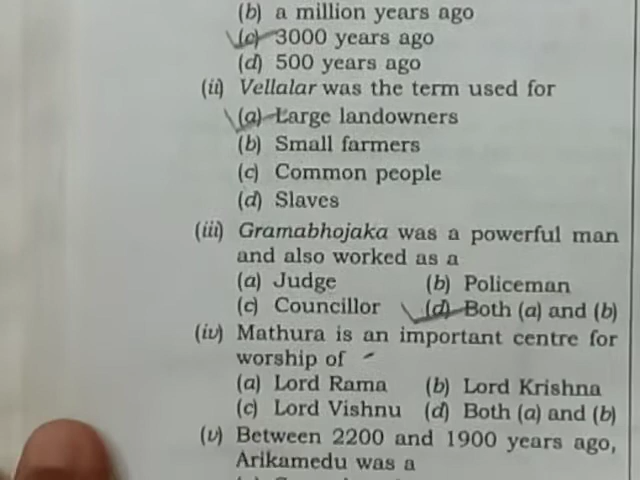 (b) a million years ago
(c) 3000 years ago
(d) 500 years ago
(ii) Vellalar was the term used for
(a) Large landowners
(b) Small farmers
(c) Common people
(d) Slaves
(iii) Gramabhojaka was a powerful man
and also worked as a
(a) Judge (b) Policeman
(c) Councillor (d) Both (a) and (b)
(iv) Mathura is an important centre for
worship of
(a) Lord Rama (b) Lord Krishna
(c) Lord Vishnu (d) Both (a) and (b)
(v) Between 2200 and 1900 years ago,
Arikamedu was a